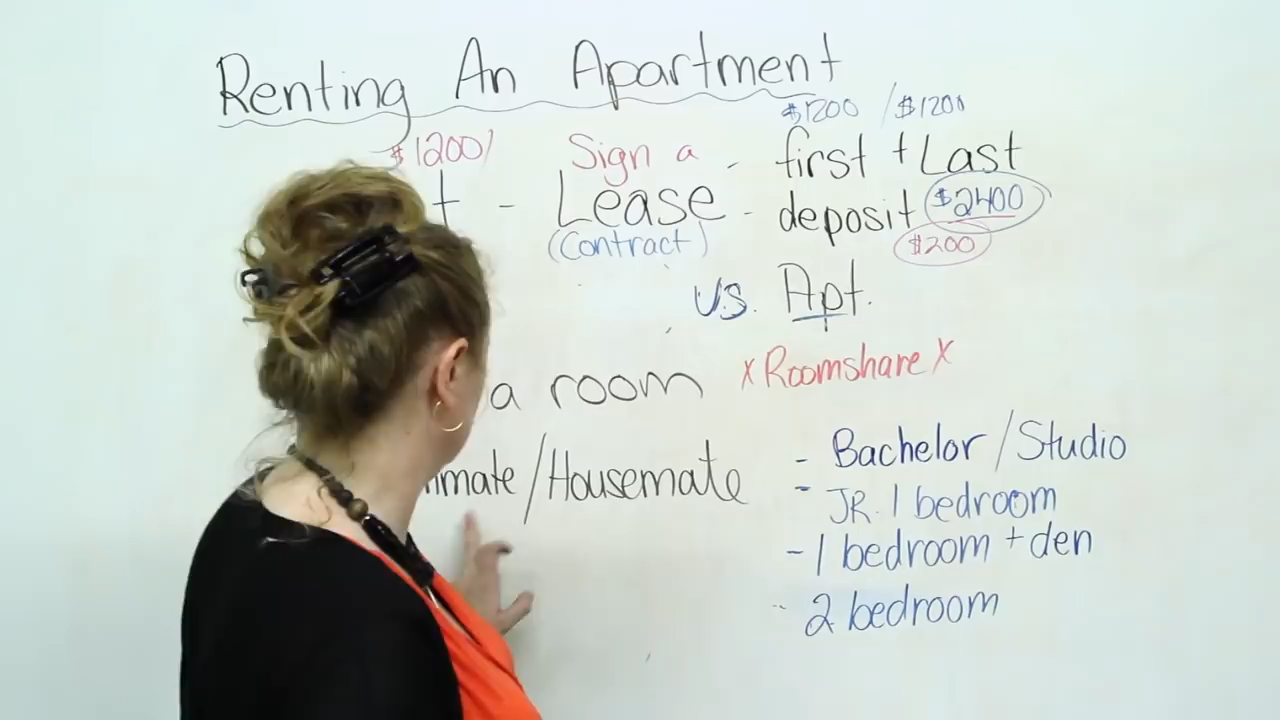 Renting An Apartment
$1200 / $1200
$1200/ Sign a - first + Last
- Lease - deposit $2400
(Contract) $200
vs. Apt.
a room x Roomshare x
/Housemate - Bachelor / Studio
- JR. 1 bedroom
- 1 bedroom + den
- 2 bedroom